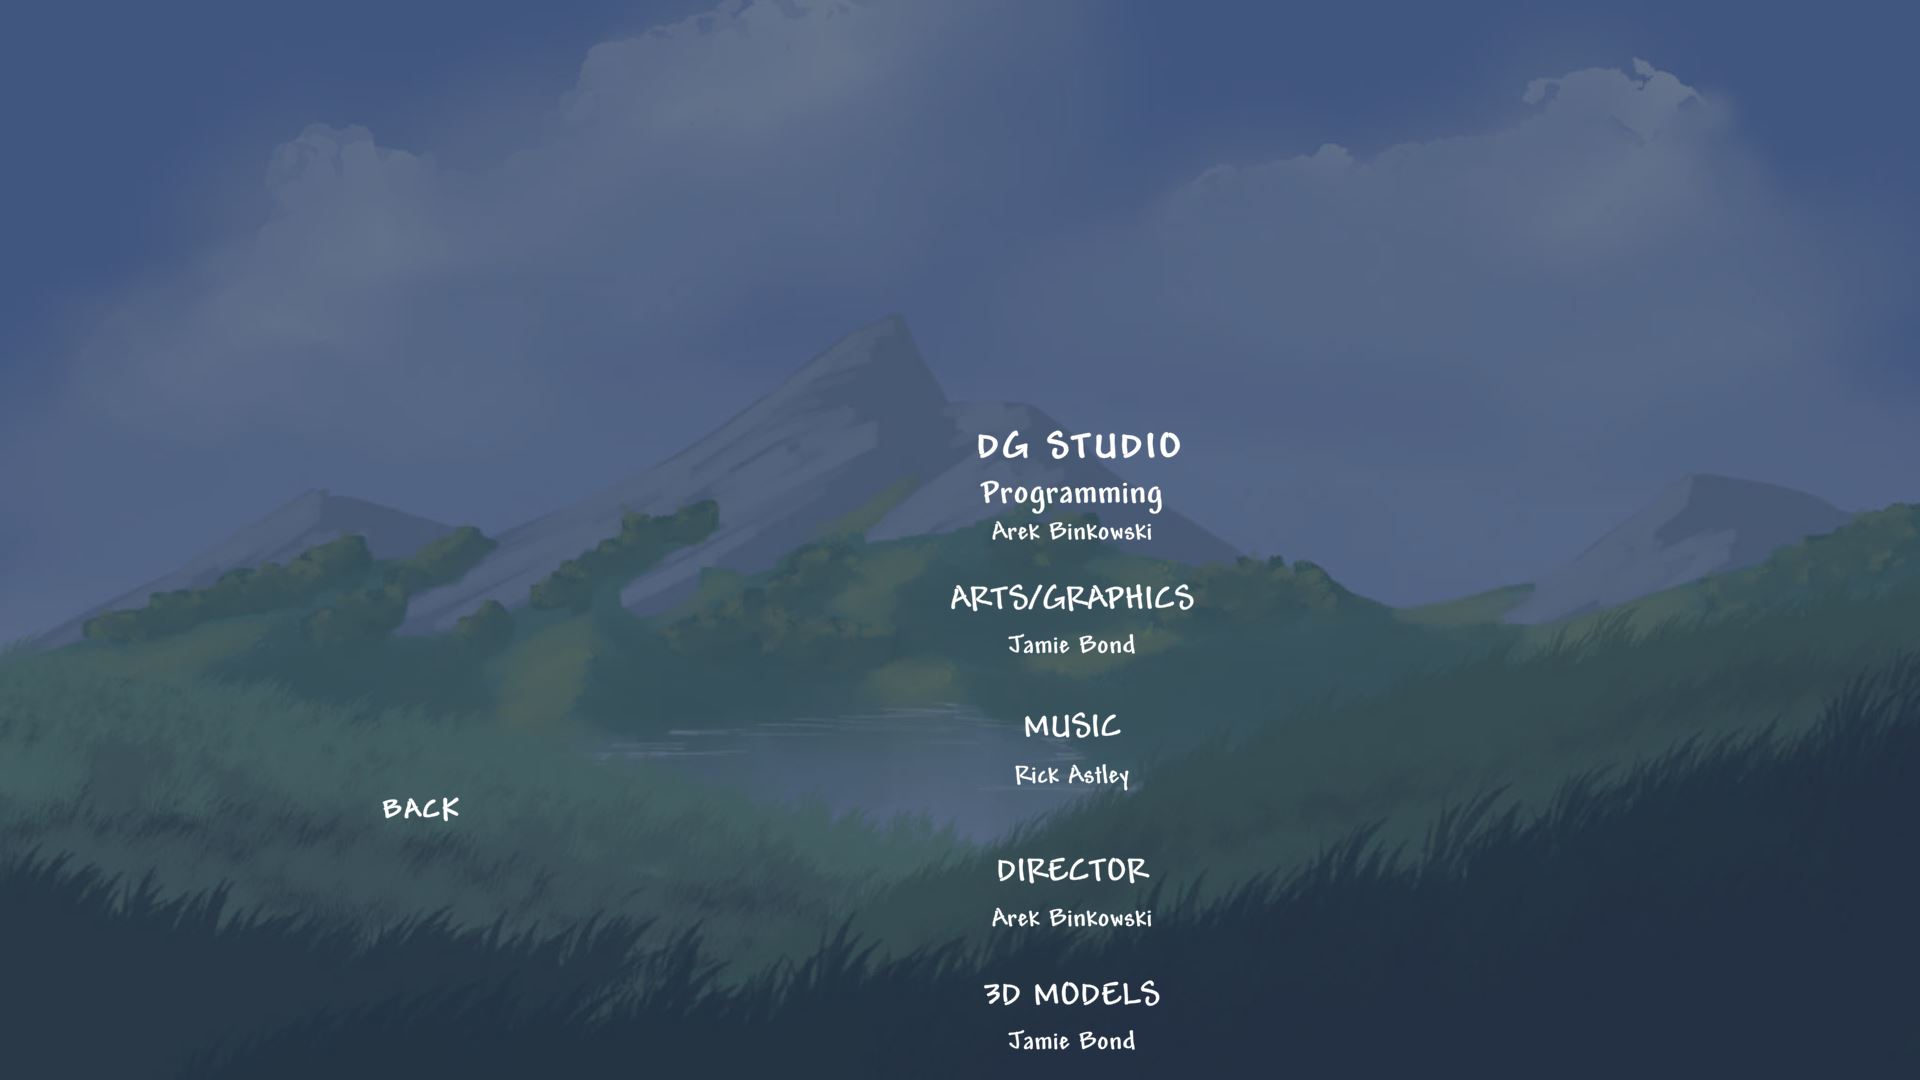 DG STUDIO
Programming
Arek Binkowski
ARTS/GRAPHICS
Jamie Bond
MUSIC
Rick Astley
BACK
DIRECTOR
Arek Binkowski
3D MODELS
Jamie Bond